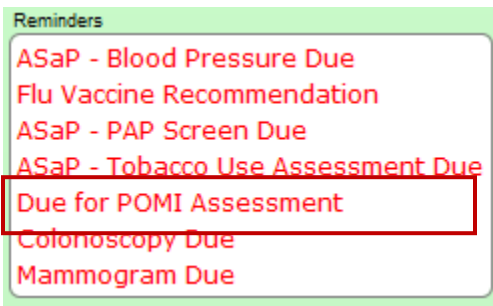 Reminders
ASaP - Blood Pressure Due
Flu Vaccine Recommendation
ASaP - PAP Screen Due
ASaP - Tobacco Use Assessment Due
Due for POMI Assessment
Colonoscopy Due
Mammogram Due